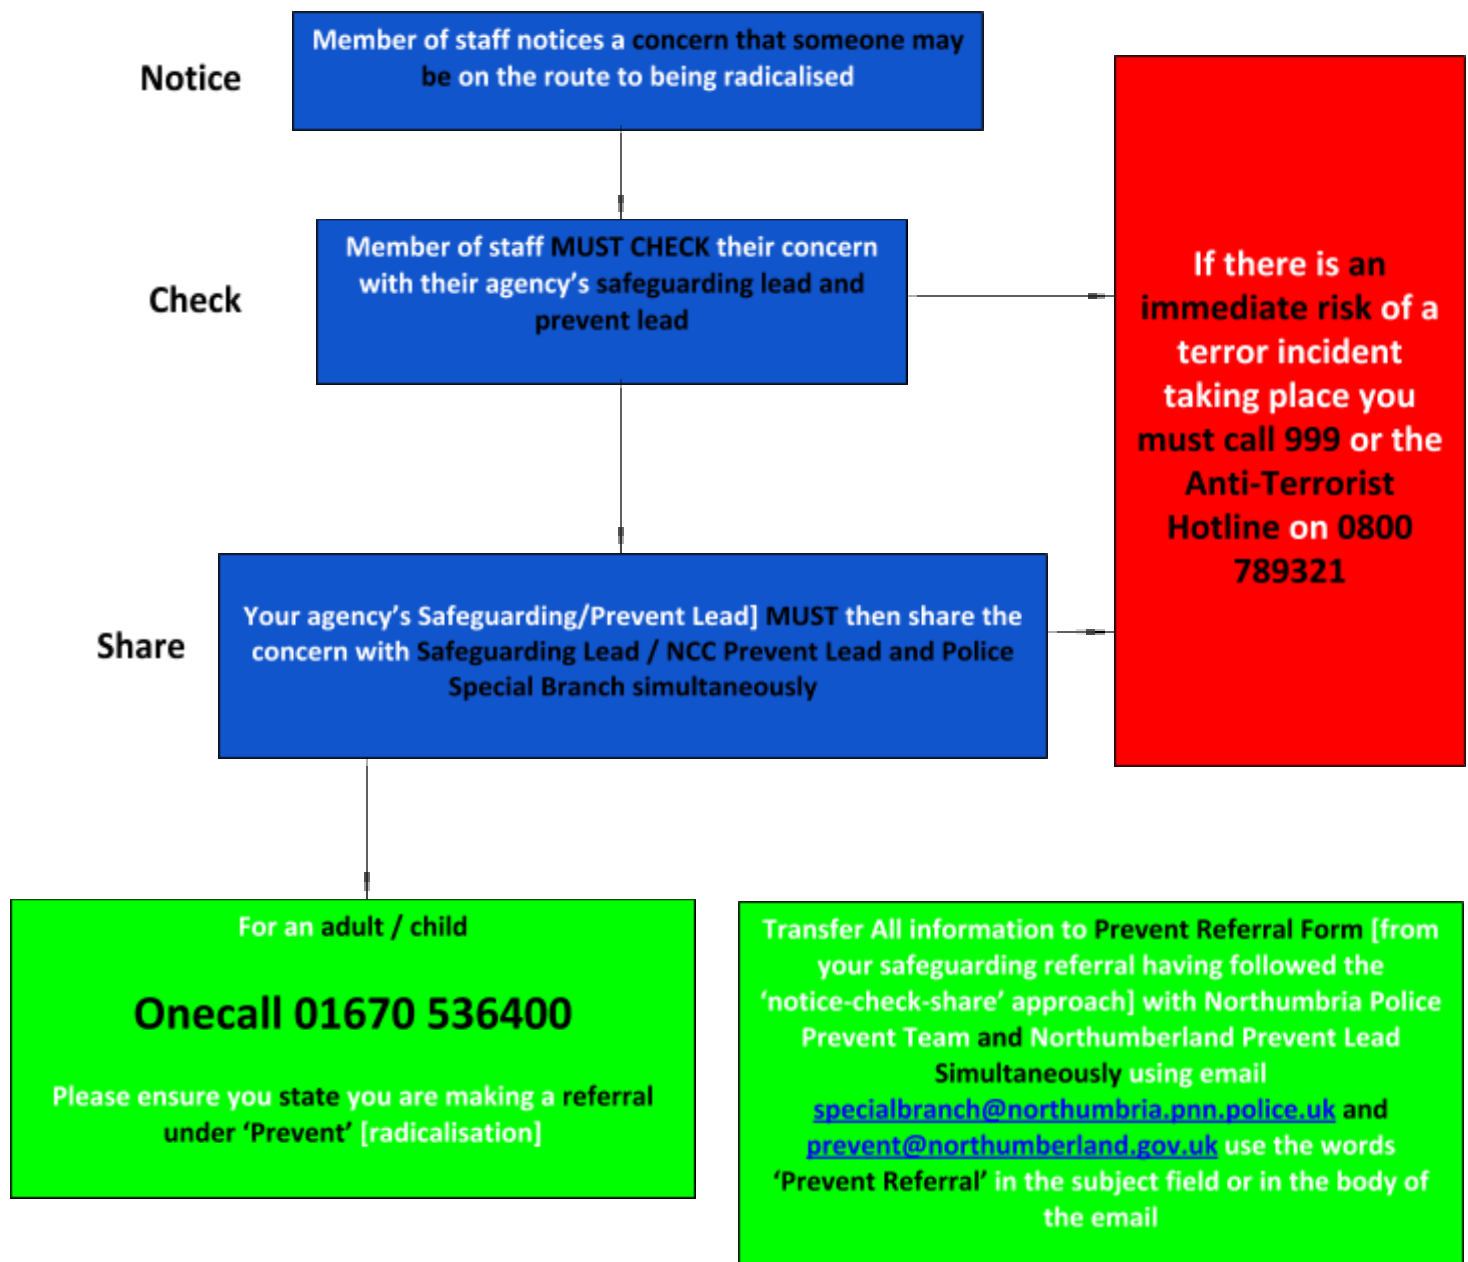 Notice
Member of staff notices a concern that someone may
be on the route to being radicalised
Check
Member of staff MUST CHECK their concern
with their agency’s safeguarding lead and
prevent lead
If there is an
immediate risk of a
terror incident
taking place you
must call 999 or the
Anti-Terrorist
Hotline on 0800
789321
Share
Your agency’s Safeguarding/Prevent Lead] MUST then share the
concern with Safeguarding Lead / NCC Prevent Lead and Police
Special Branch simultaneously
For an adult / child
Onecall 01670 536400
Please ensure you state you are making a referral
under ‘Prevent’ [radicalisation]
Transfer All information to Prevent Referral Form [from
your safeguarding referral having followed the
‘notice-check-share’ approach] with Northumbria Police
Prevent Team and Northumberland Prevent Lead
Simultaneously using email
specialbranch@northumbria.pnn.police.uk and
prevent@northumberland.gov.uk use the words
‘Prevent Referral’ in the subject field or in the body of
the email